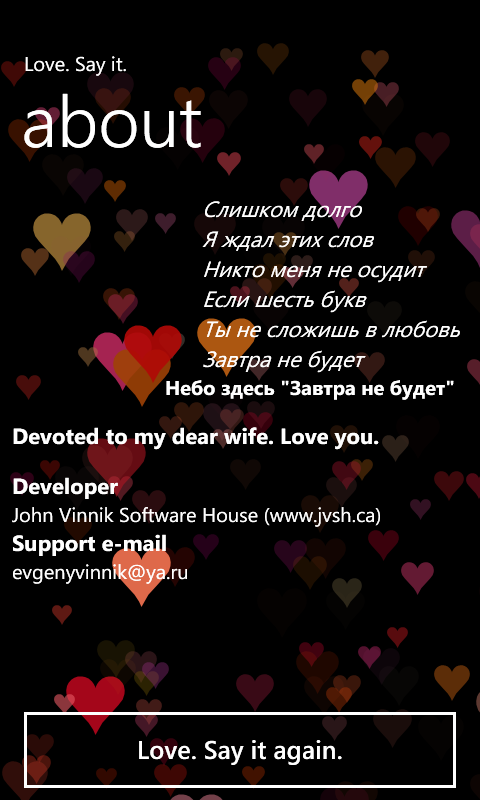 Love. Say it.
about
Слишком долго
Я ждал этих слов
Никто меня не осудит
Если шесть букв
Ты не сложишь в любовь
Завтра не будет
Небо здесь "Завтра не будет"
Devoted to my dear wife. Love you.
Developer
John Vinnik Software House (www.jvsh.ca)
Support e-mail
evgenyvinnik@ya.ru
Love. Say it again.